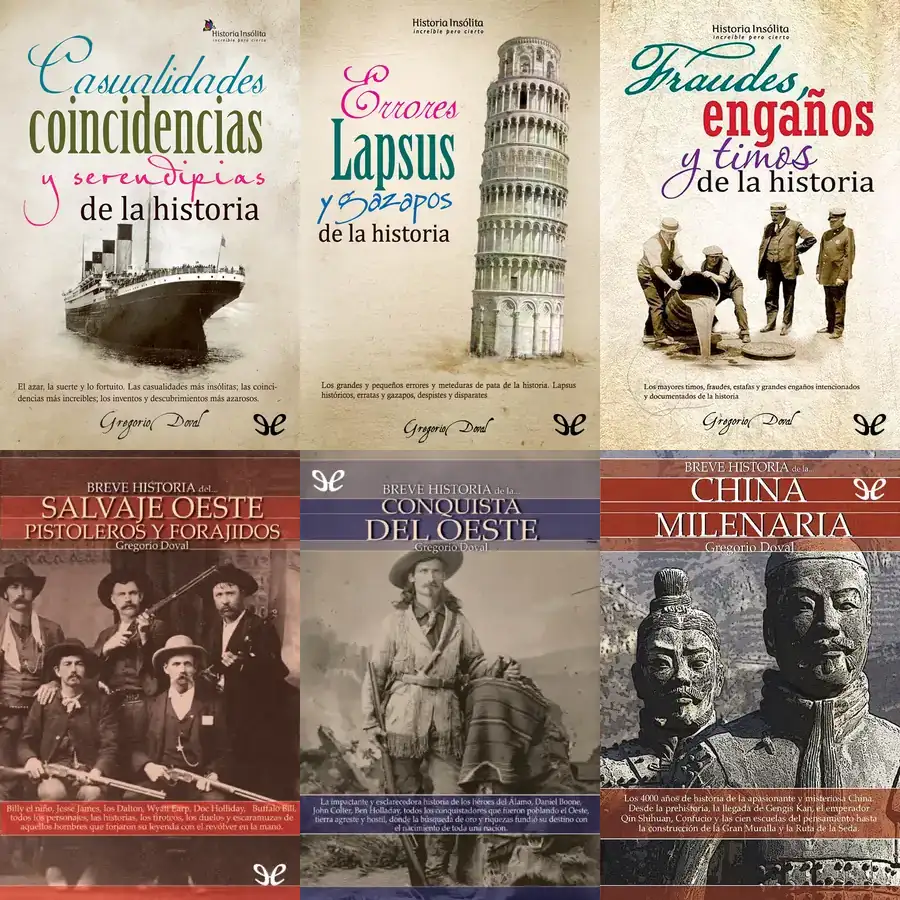 Historia Insólita
increíble pero cierto
Casualidades
coincidencias
y serendipias
de la historia
El azar, la suerte y lo fortuito. Las casualidades más insólitas; las coinci-
dencias más increíbles; los inventos y descubrimientos más azarosos.
Gregorio Doval
Historia Insólita
increíble pero cierto
Errores
Lapsus
y gazapos
de la historia
Los grandes y pequeños errores y meteduras de pata de la historia. Lapsus
históricos, erratas y gazapos, despistes y disparates
Gregorio Doval
Historia Insólita
increíble pero cierto
Fraudes,
engaños
y timos
de la historia
Los mayores timos, fraudes, estafas y grandes engaños intencionados
y documentados de la historia
Gregorio Doval
BREVE HISTORIA del...
SALVAJE OESTE
PISTOLEROS Y FORAJIDOS
Gregorio Doval
Billy el niño, Jesse James, los Dalton, Wyatt Earp, Doc Holliday, Buffalo Bill,
todos los personajes, las historias, los tiroteos, los duelos y escaramuzas de
aquellos hombres que forjaron su leyenda con el revólver en la mano.
BREVE HISTORIA de la...
CONQUISTA
DEL OESTE
Gregorio Doval
La impactante y esclarecedora historia de los héroes del Álamo, Daniel Boone,
John Colter, Ben Holladay, todos los conquistadores que fueron poblando el Oeste,
tierra agreste y hostil, donde la búsqueda de oro y riquezas fundió su destino con
el nacimiento de toda una nación.
BREVE HISTORIA de la...
CHINA
MILENARIA
Gregorio Doval
Los 4000 años de historia de la apasionante y misteriosa China.
Desde la prehistoria, la llegada de Gengis Kan, el emperador
Qin Shihuan, Confucio y las cien escuelas del pensamiento hasta
la construcción de la Gran Muralla y la Ruta de la Seda.